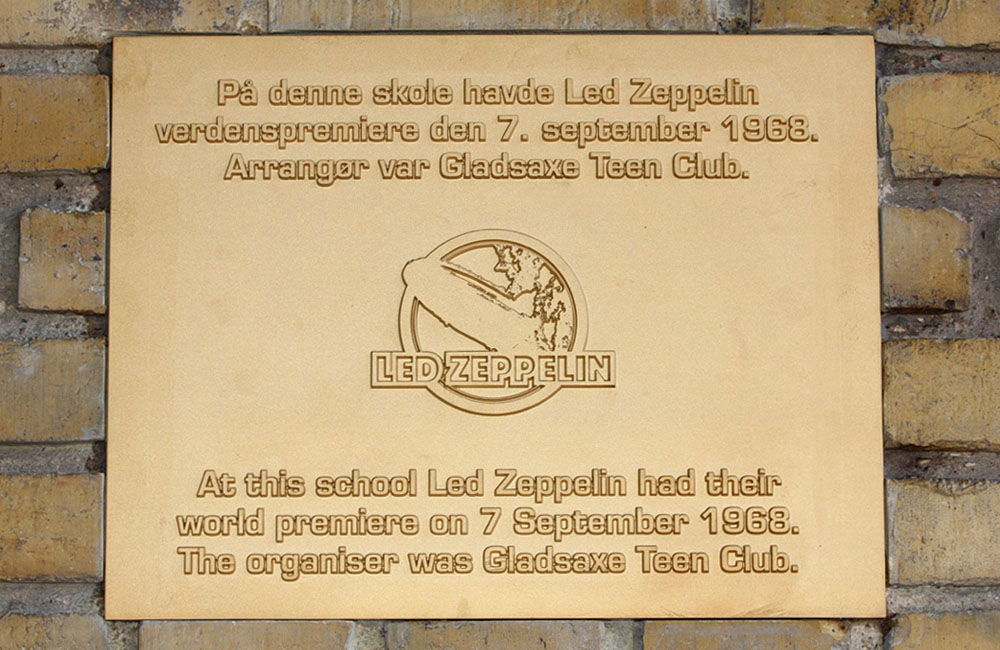 På denne skole havde Led Zeppelin
verdenspremiere den 7. september 1968.
Arrangør var Gladsaxe Teen Club.
LED ZEPPELIN
At this school Led Zeppelin had their
world premiere on 7 September 1968.
The organiser was Gladsaxe Teen Club.